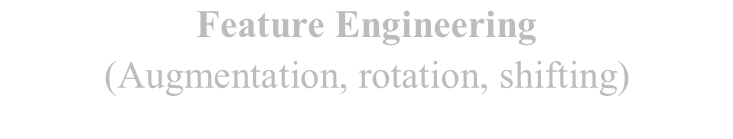 Feature Engineering
(Augmentation, rotation, shifting)